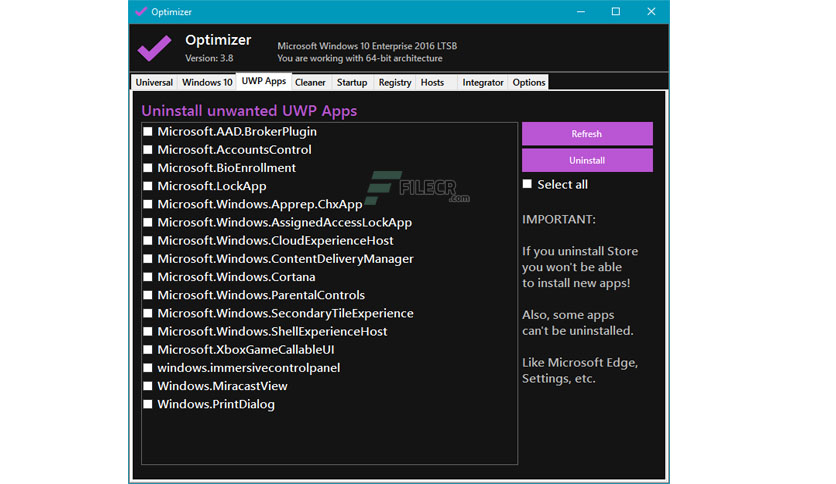 Optimizer
Optimizer
Version: 3.8
Microsoft Windows 10 Enterprise 2016 LTSB
You are working with 64-bit architecture
Universal Windows 10 UWP Apps Cleaner Startup Registry Hosts Integrator Options
Uninstall unwanted UWP Apps
Microsoft.AAD.BrokerPlugin
Microsoft.AccountsControl
Microsoft.BioEnrollment
Microsoft.LockApp
Microsoft.Windows.Apprep.ChxApp
Microsoft.Windows.AssignedAccessLockApp
Microsoft.Windows.CloudExperienceHost
Microsoft.Windows.ContentDeliveryManager
Microsoft.Windows.Cortana
Microsoft.Windows.ParentalControls
Microsoft.Windows.SecondaryTileExperience
Microsoft.Windows.ShellExperienceHost
Microsoft.XboxGameCallableUI
windows.immersivecontrolpanel
Windows.MiracastView
Windows.PrintDialog
FILECR
.com
Refresh
Uninstall
Select all
IMPORTANT:
If you uninstall Store
you won't be able
to install new apps!
Also, some apps
can't be uninstalled.
Like Microsoft Edge,
Settings, etc.